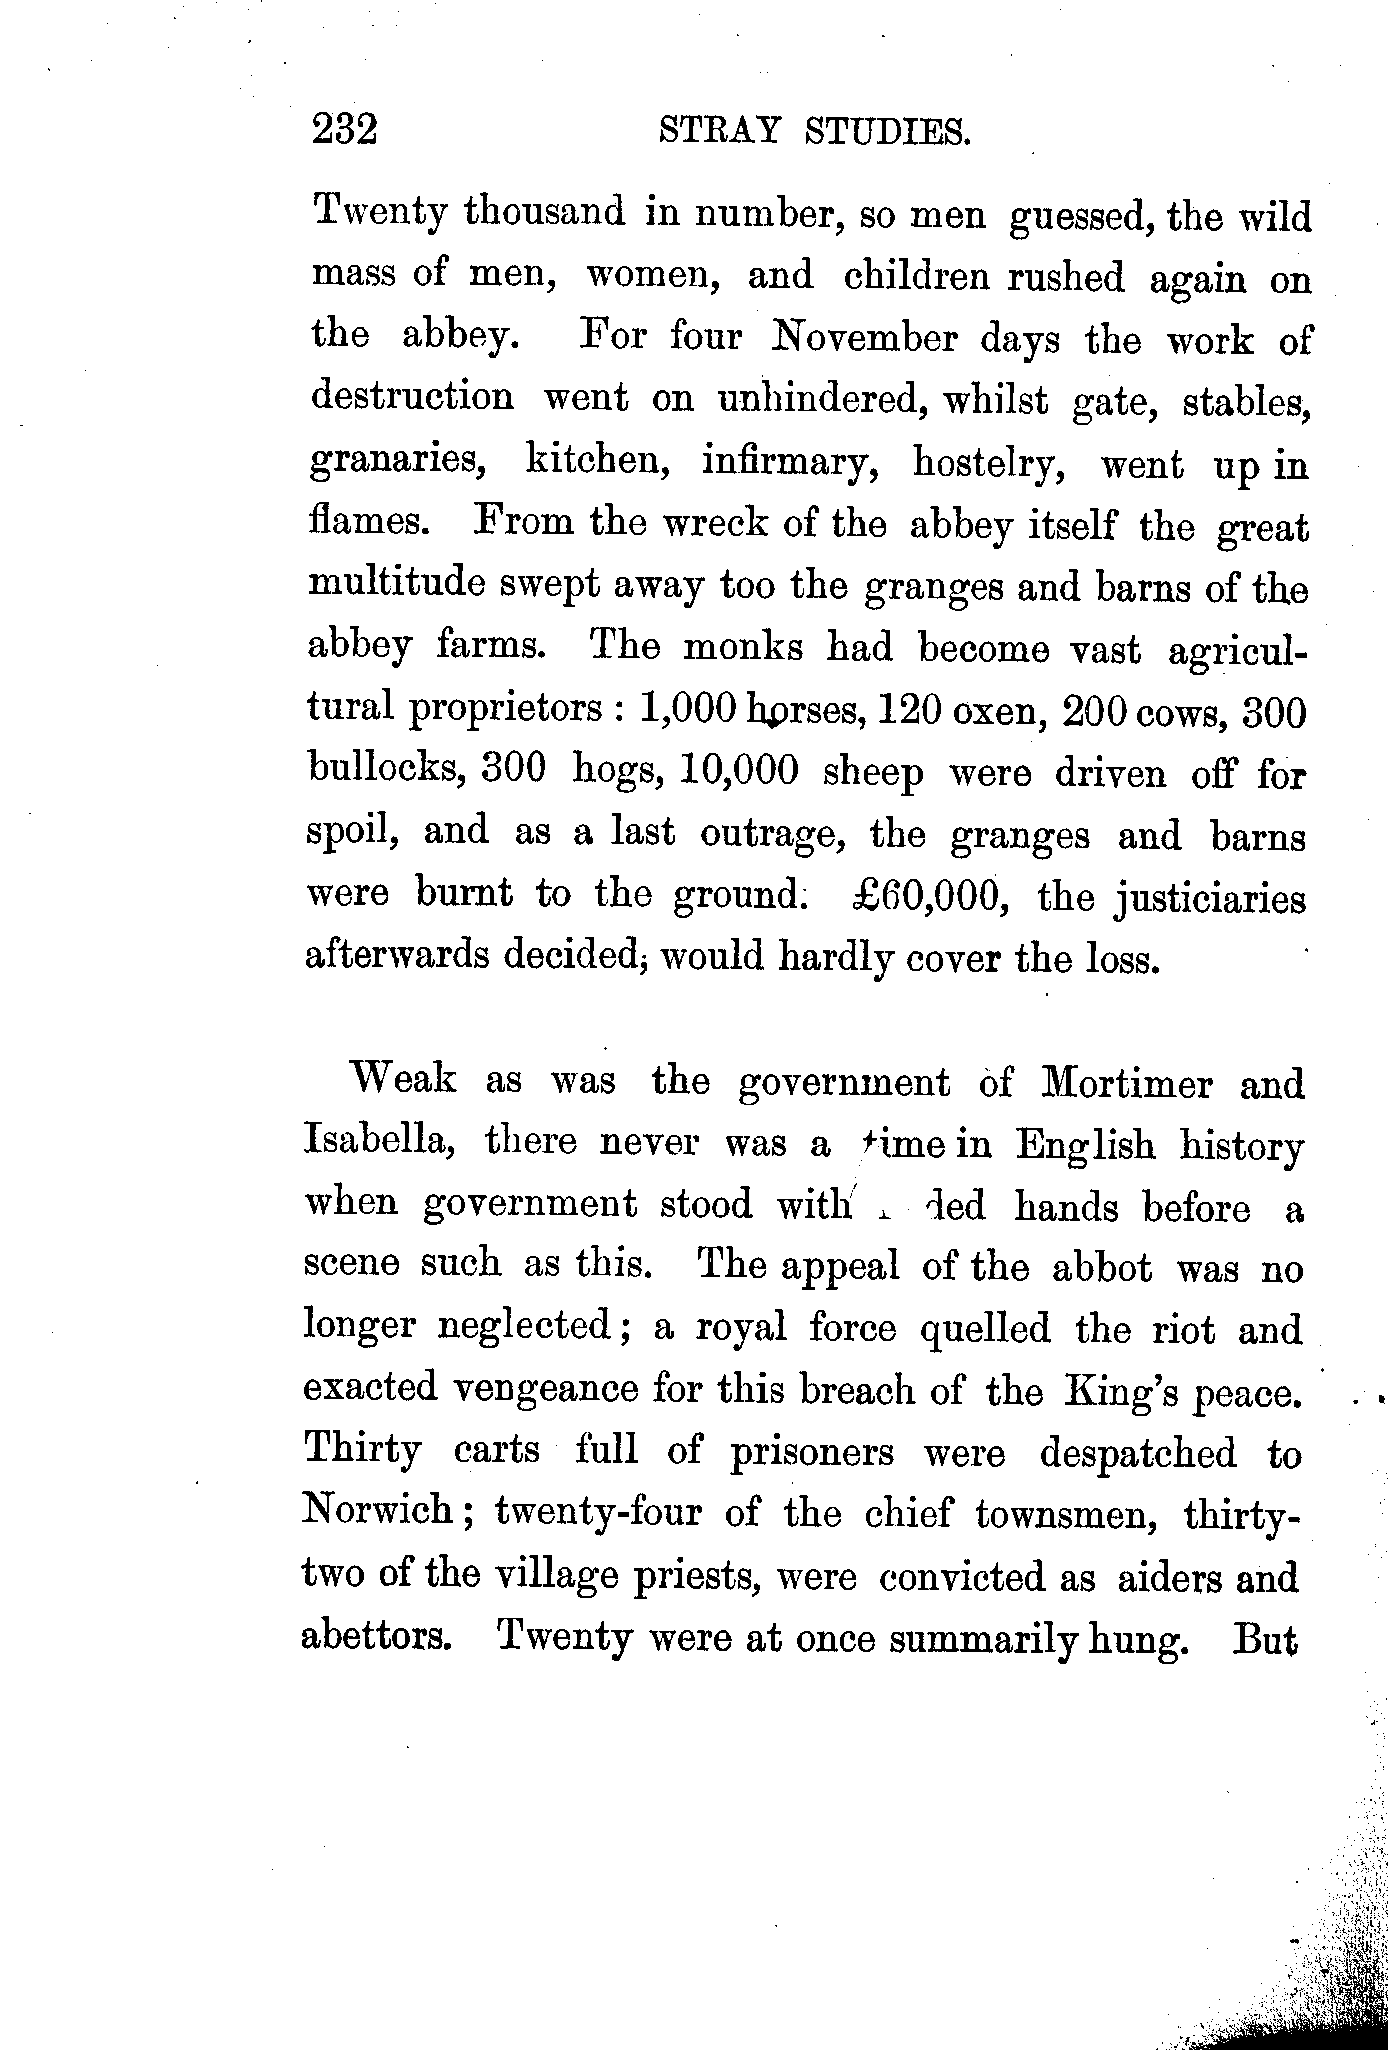 232 STRAY STUDIES.
Twenty thousand in number, so men guessed, the wild
mass of men, women, and children rushed again on
the abbey. For four November days the work of
destruction went on unhindered, whilst gate, stables,
granaries, kitchen, infirmary, hostelry, went up in
flames. From the wreck of the abbey itself the great
multitude swept away too the granges and barns of the
abbey farms. The monks had become vast agricul-
tural proprietors : 1,000 horses, 120 oxen, 200 cows, 300
bullocks, 300 hogs, 10,000 sheep were driven off for
spoil, and as a last outrage, the granges and barns
were burnt to the ground. £60,000, the justiciaries
afterwards decided, would hardly cover the loss.
Weak as was the government of Mortimer and
Isabella, there never was a time in English history
when government stood with hands before a
scene such as this. The appeal of the abbot was no
longer neglected; a royal force quelled the riot and
exacted vengeance for this breach of the King's peace.
Thirty carts full of prisoners were despatched to
Norwich; twenty-four of the chief townsmen, thirty-
two of the village priests, were convicted as aiders and
abettors. Twenty were at once summarily hung. But